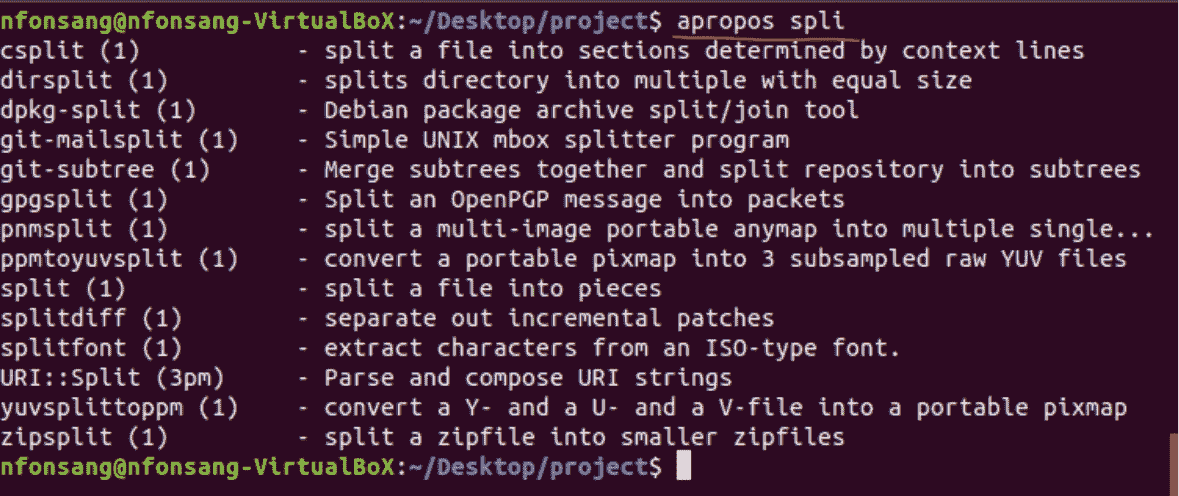 nfonsang@nfonsang-VirtualBoX:~/Desktop/project$ apropos spli
csplit (1)           - split a file into sections determined by context lines
dirsplit (1)         - splits directory into multiple with equal size
dpkg-split (1)       - Debian package archive split/join tool
git-mailsplit (1)    - Simple UNIX mbox splitter program
git-subtree (1)      - Merge subtrees together and split repository into subtrees
gpgsplit (1)         - Split an OpenPGP message into packets
pnmsplit (1)         - split a multi-image portable anymap into multiple single...
ppmtoyuvsplit (1)    - convert a portable pixmap into 3 subsampled raw YUV files
split (1)            - split a file into pieces
splitdiff (1)        - separate out incremental patches
splitfont (1)        - extract characters from an ISO-type font.
URI::Split (3pm)     - Parse and compose URI strings
yuvsplittoppm (1)    - convert a Y- and a U- and a V-file into a portable pixmap
zipsplit (1)         - split a zipfile into smaller zipfiles
nfonsang@nfonsang-VirtualBoX:~/Desktop/project$